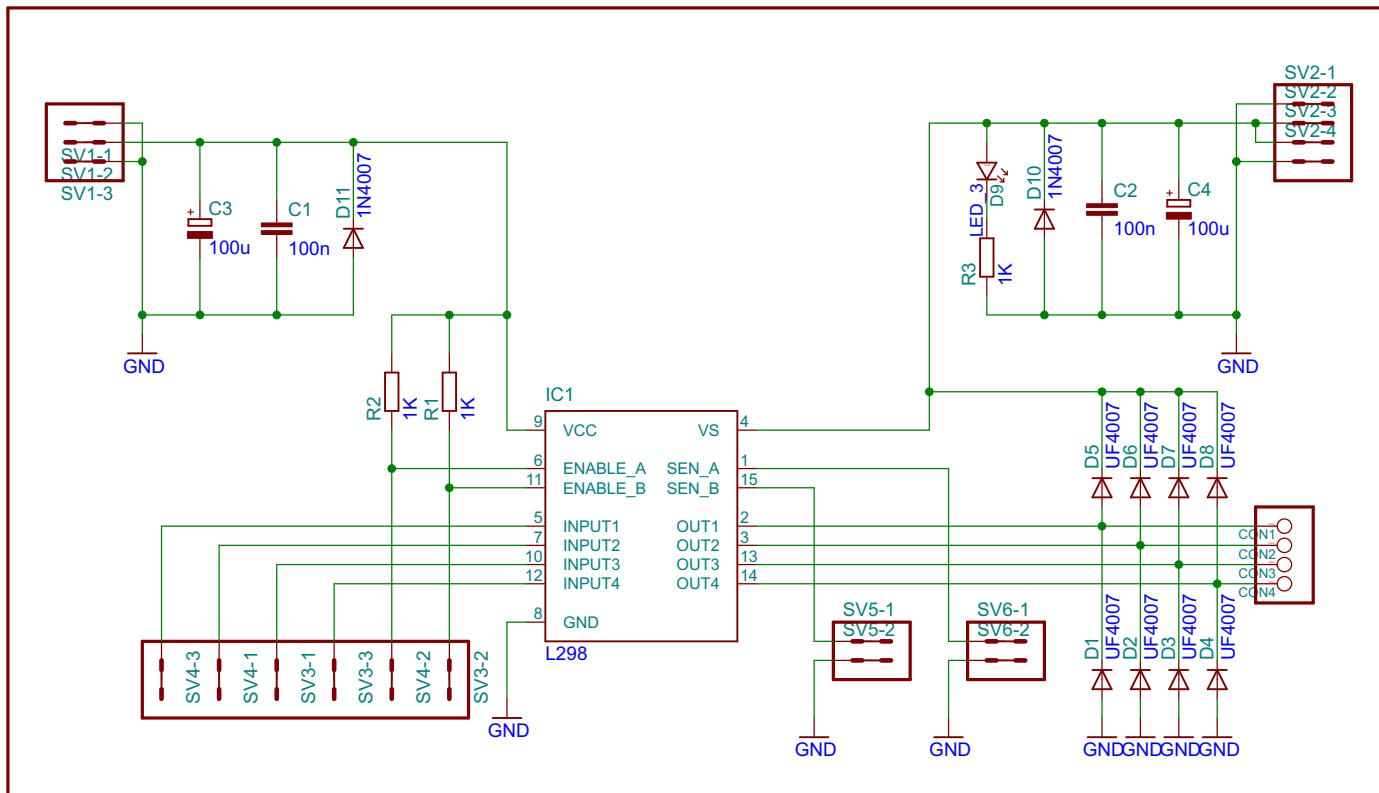 SV2-1
SV2-2
SV2-3
SV2-4
SV1-1
SV1-2
SV1-3
+
C3
100u
C1
100n
D11
1N4007
GND
LED_3
D9
R3
1K
D10
1N4007
C2
100n
+
C4
100u
GND
R2
1K
R1
1K
IC1
9 VCC
VS 4
6 ENABLE_A
SEN_A 1
11 ENABLE_B
SEN_B 15
5 INPUT1
OUT1 2
7 INPUT2
OUT2 3
10 INPUT3
OUT3 13
12 INPUT4
OUT4 14
8 GND
L298
D5
UF4007
D6
UF4007
D7
UF4007
D8
UF4007
CON1
CON2
CON3
CON4
D1
UF4007
D2
UF4007
D3
UF4007
D4
UF4007
SV5-1
SV5-2
SV6-1
SV6-2
SV4-3
SV4-1
SV3-1
SV3-3
SV4-2
SV3-2
GND
GND
GND
GND
GND
GND
GND